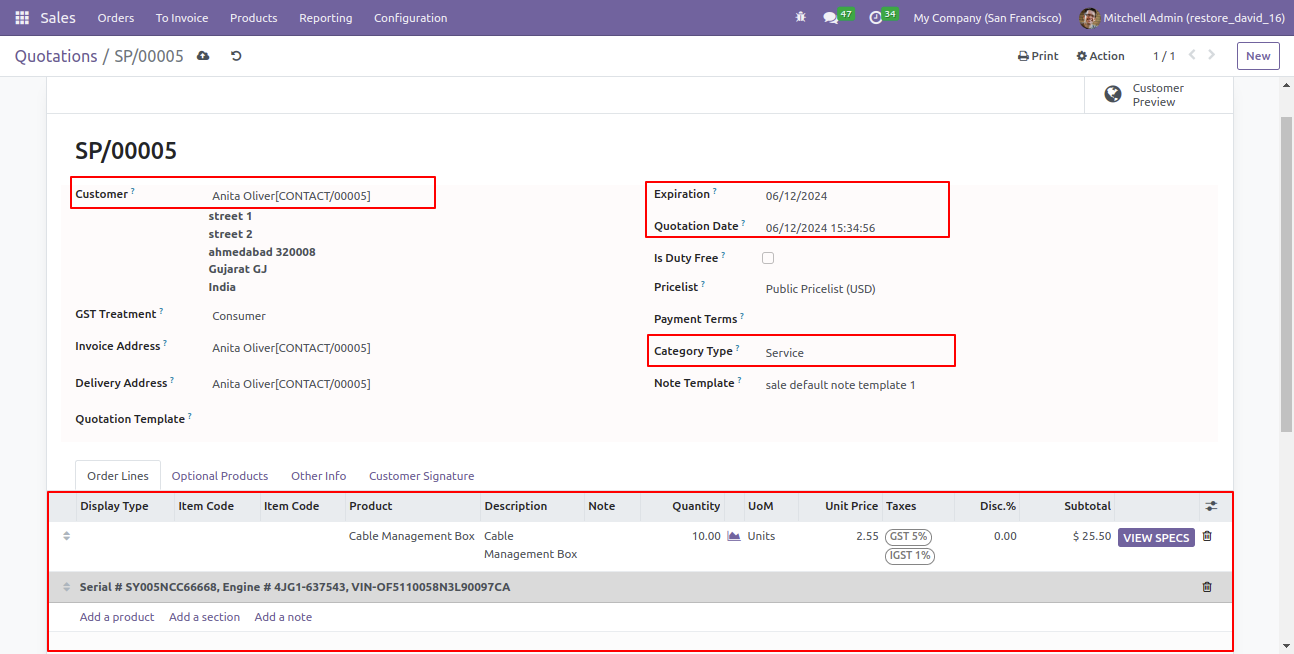 Sales Orders To Invoice Products Reporting Configuration 47 34 My Company (San Francisco) Mitchell Admin (restore_david_16)
Quotations / SP/00005 Print Action 1 / 1 New
Customer Preview
SP/00005
Customer ? Anita Oliver[CONTACT/00005]
street 1
street 2
ahmedabad 320008
Gujarat GJ
India
GST Treatment ? Consumer
Invoice Address ? Anita Oliver[CONTACT/00005]
Delivery Address ? Anita Oliver[CONTACT/00005]
Quotation Template ?
Expiration ? 06/12/2024
Quotation Date ? 06/12/2024 15:34:56
Is Duty Free ?
Pricelist ? Public Pricelist (USD)
Payment Terms ?
Category Type ? Service
Note Template ? sale default note template 1
Order Lines Optional Products Other Info Customer Signature
Display Type Item Code Item Code Product Description Note Quantity UoM Unit Price Taxes Disc.% Subtotal
Cable Management Box Cable Management Box 10.00 Units 2.55 GST 5% IGST 1% 0.00 $ 25.50 VIEW SPECS
Serial # SY005NCC66668, Engine # 4JG1-637543, VIN-OF5110058N3L90097CA
Add a product Add a section Add a note